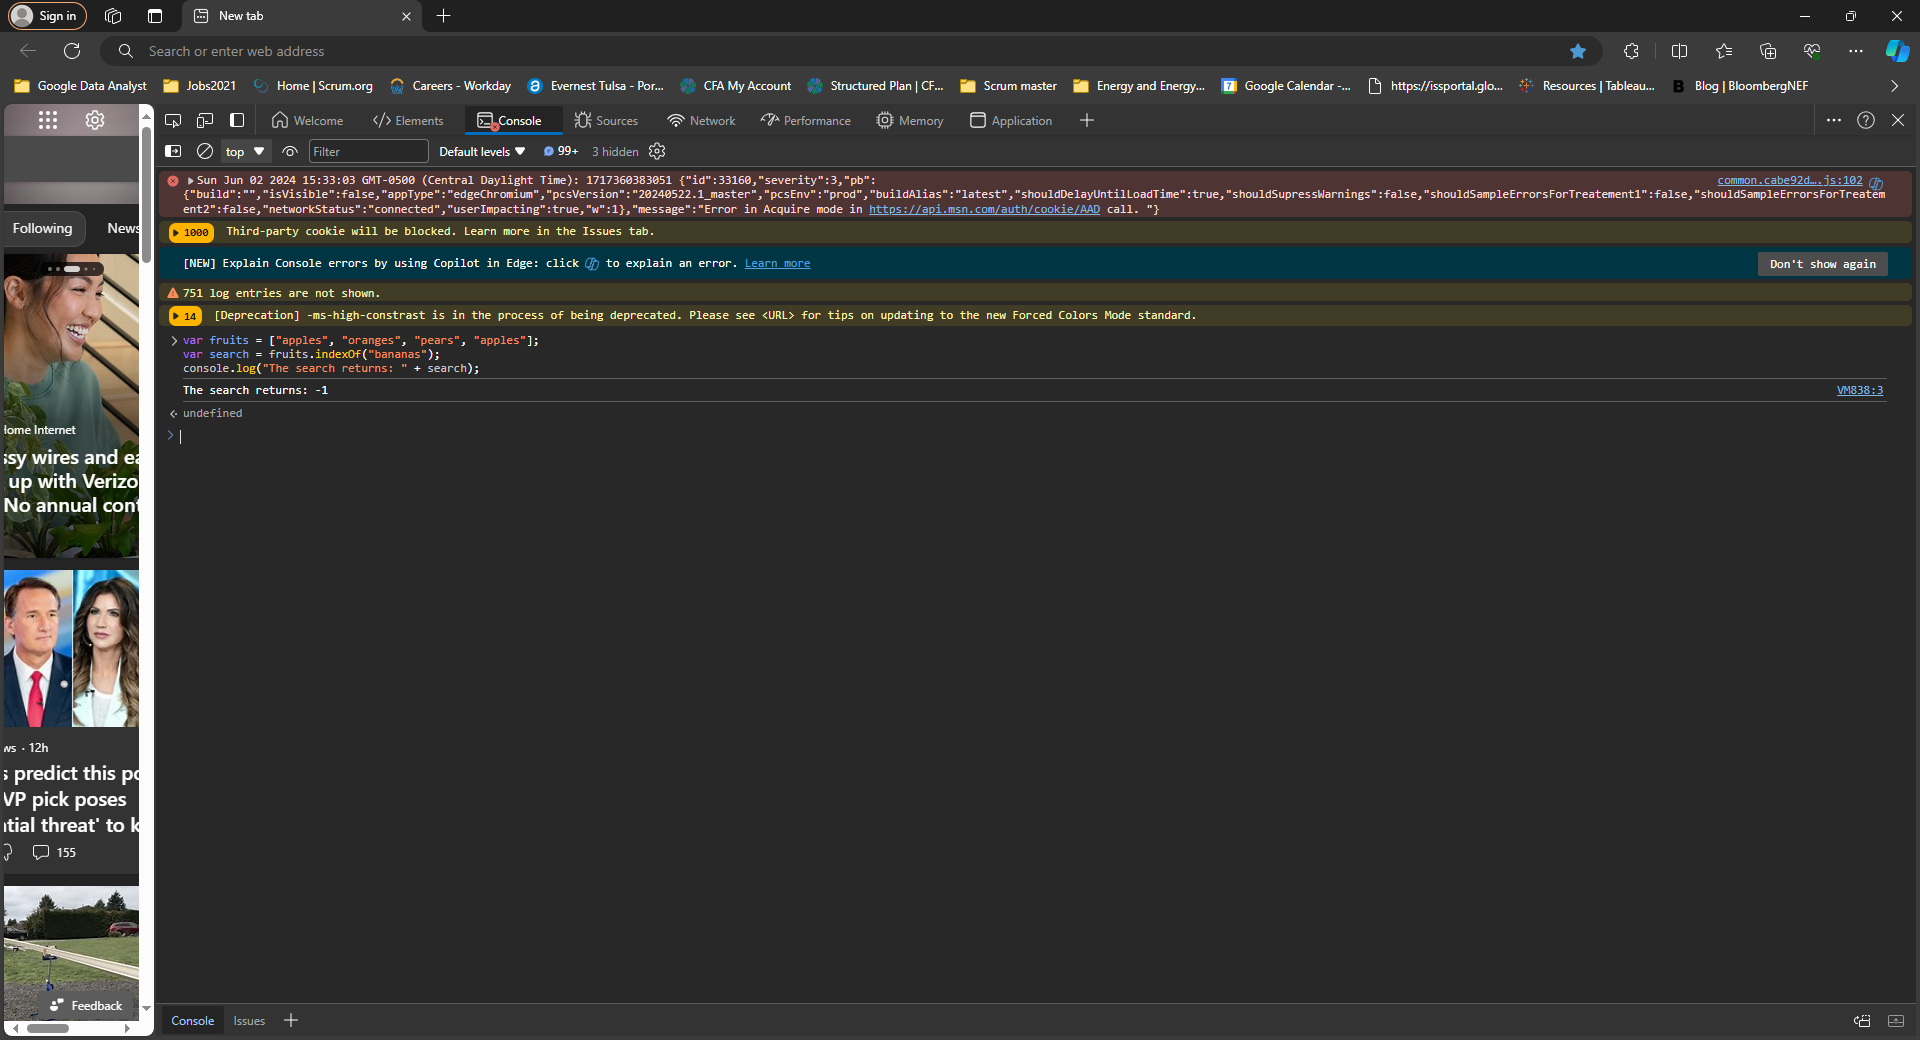 Sign in
New tab
Search or enter web address
Google Data Analyst
Jobs2021
Home | Scrum.org
Careers - Workday
Evernest Tulsa - Por...
CFA My Account
Structured Plan | CF...
Scrum master
Energy and Energy...
7
Google Calendar -...
https://issportal.glo...
Resources | Tableau...
B
Blog | BloombergNEF
Welcome
Elements
Console
Sources
Network
Performance
Memory
Application
top
Filter
Default levels
99+
3 hidden
Sun Jun 02 2024 15:33:03 GMT-0500 (Central Daylight Time): 1717360383051 {"id":33160,"severity":3,"pb":
common.cabe92d….js:102
{"build":"","isVisible":false,"appType":"edgeChromium","pcsVersion":"20240522.1_master","pcsEnv":"prod","buildAlias":"latest","shouldDelayUntilLoadTime":true,"shouldSupressWarnings":false,"shouldSampleErrorsForTreatement1":false,"shouldSampleErrorsForTreatem
ent2":false,"networkStatus":"connected","userImpacting":true,"w":1},"message":"Error in Acquire mode in https://api.msn.com/auth/cookie/AAD call. "}
1000 Third-party cookie will be blocked. Learn more in the Issues tab.
[NEW] Explain Console errors by using Copilot in Edge: click to explain an error. Learn more
Don't show again
751 log entries are not shown.
14 [Deprecation] -ms-high-constrast is in the process of being deprecated. Please see <URL> for tips on updating to the new Forced Colors Mode standard.
var fruits = ["apples", "oranges", "pears", "apples"];
var search = fruits.indexOf("bananas");
console.log("The search returns: " + search);
The search returns: -1
VM838:3
undefined
Following
News
Home Internet
ssy wires and ea
up with Verizo
No annual cont
ws · 12h
s predict this po
VP pick poses
ntial threat' to k
155
Feedback
Console
Issues